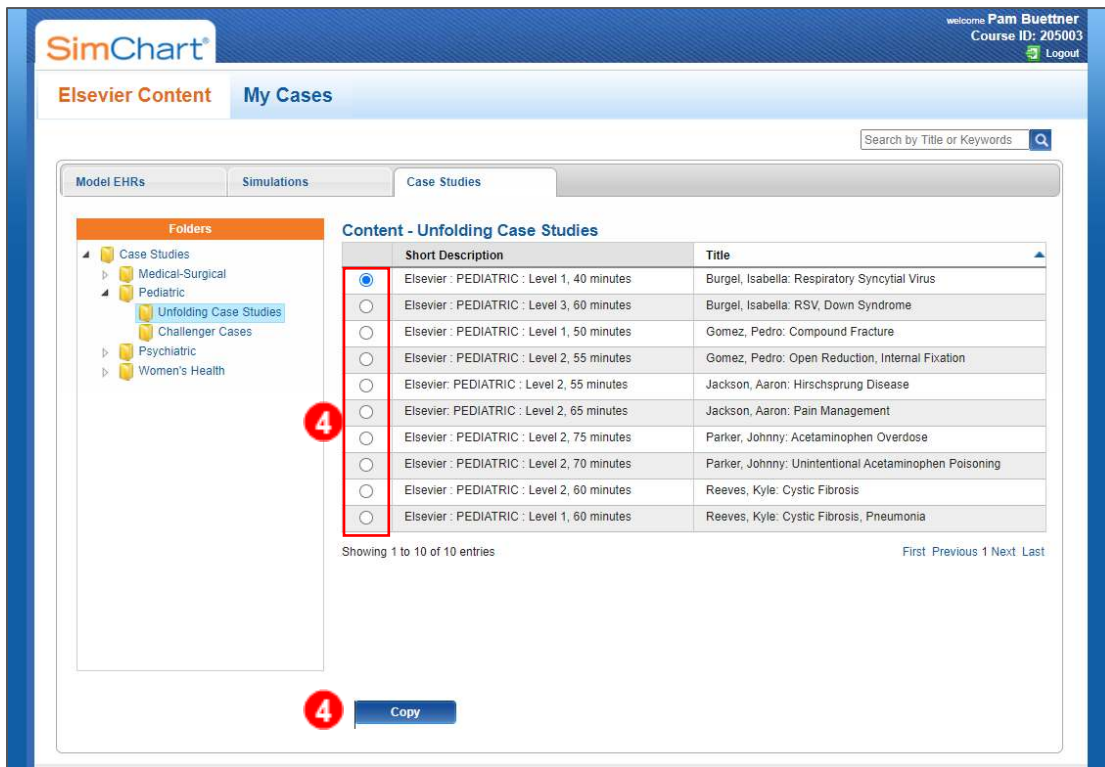 welcome Pam Buettner
SimChart®
Course ID: 205003
Logout
Elsevier Content My Cases
Search by Title or Keywords
Model EHRs Simulations Case Studies
Folders
Case Studies
Medical-Surgical
Pediatric
Unfolding Case Studies
Challenger Cases
Psychiatric
Women's Health
Content - Unfolding Case Studies
Short Description Title
Elsevier : PEDIATRIC : Level 1, 40 minutes Burgel, Isabella: Respiratory Syncytial Virus
Elsevier : PEDIATRIC : Level 3, 60 minutes Burgel, Isabella: RSV, Down Syndrome
Elsevier : PEDIATRIC : Level 1, 50 minutes Gomez, Pedro: Compound Fracture
Elsevier : PEDIATRIC : Level 2, 55 minutes Gomez, Pedro: Open Reduction, Internal Fixation
Elsevier: PEDIATRIC : Level 2, 55 minutes Jackson, Aaron: Hirschsprung Disease
Elsevier: PEDIATRIC : Level 2, 65 minutes Jackson, Aaron: Pain Management
4
Elsevier : PEDIATRIC : Level 2, 75 minutes Parker, Johnny: Acetaminophen Overdose
Elsevier : PEDIATRIC : Level 2, 70 minutes Parker, Johnny: Unintentional Acetaminophen Poisoning
Elsevier : PEDIATRIC : Level 2, 60 minutes Reeves, Kyle: Cystic Fibrosis
Elsevier : PEDIATRIC : Level 1, 60 minutes Reeves, Kyle: Cystic Fibrosis, Pneumonia
Showing 1 to 10 of 10 entries First Previous 1 Next Last
4 Copy